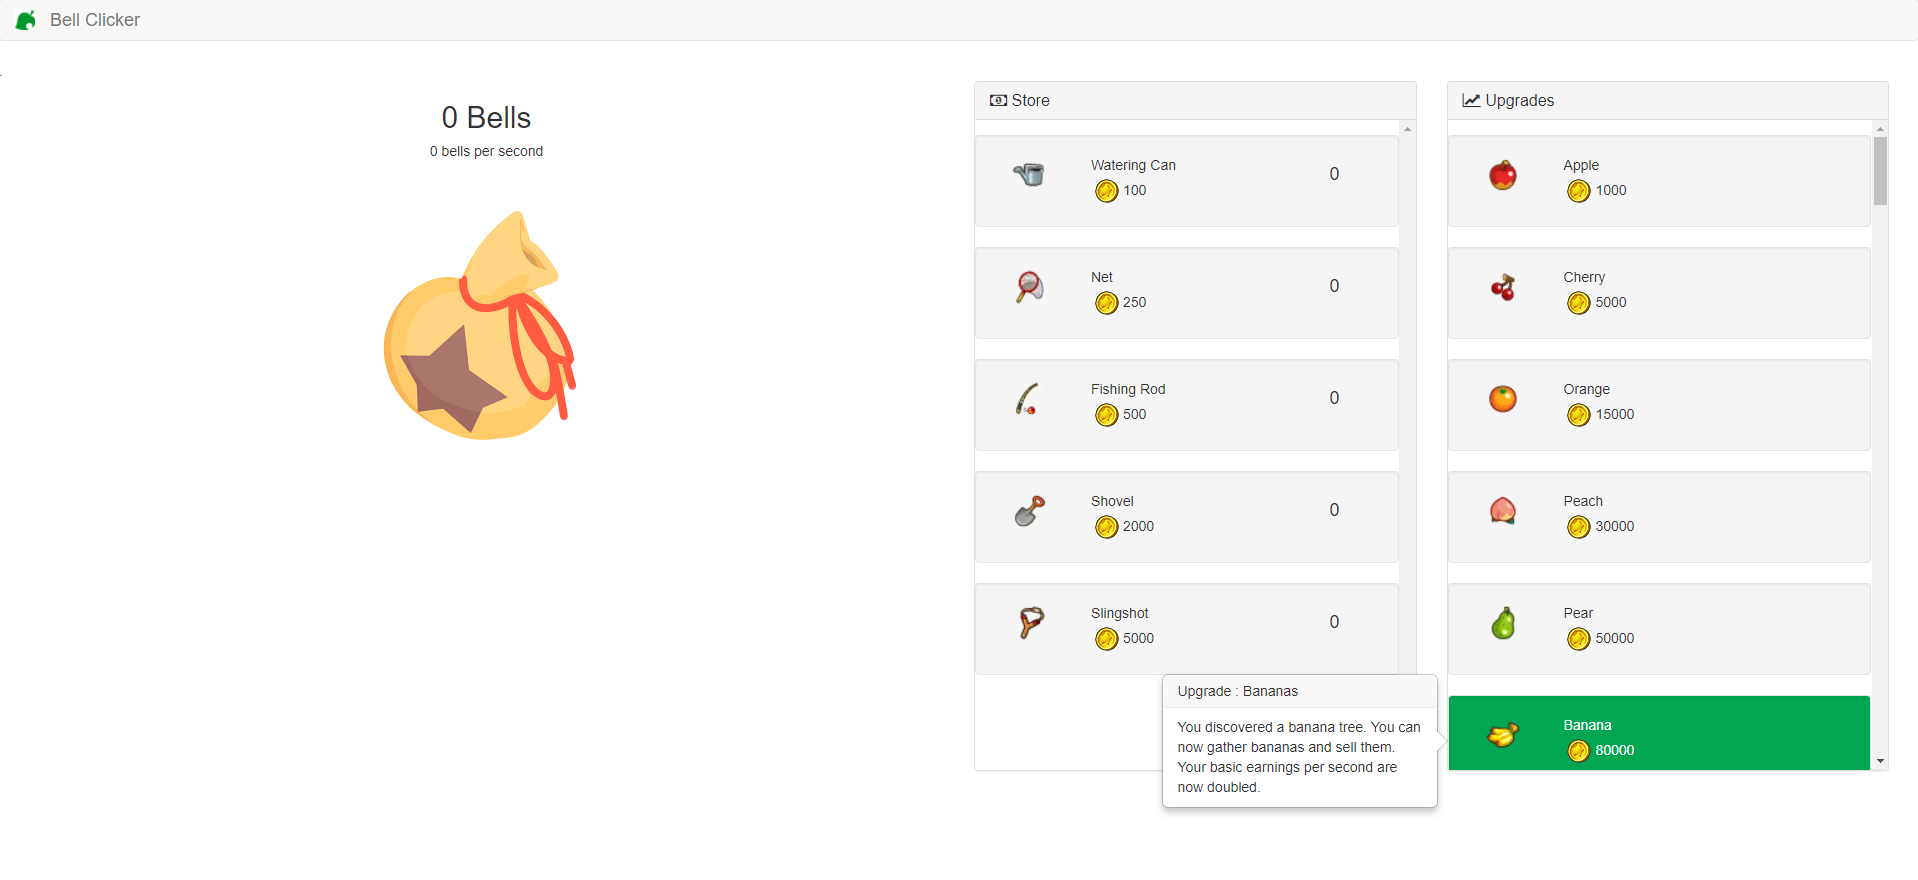 Bell Clicker
0 Bells
0 bells per second
Store
Watering Can
100
0
Net
250
0
Fishing Rod
500
0
Shovel
2000
0
Slingshot
5000
0
Upgrades
Apple
1000
Cherry
5000
Orange
15000
Peach
30000
Pear
50000
Banana
80000
Upgrade : Bananas
You discovered a banana tree. You can
now gather bananas and sell them.
Your basic earnings per second are
now doubled.